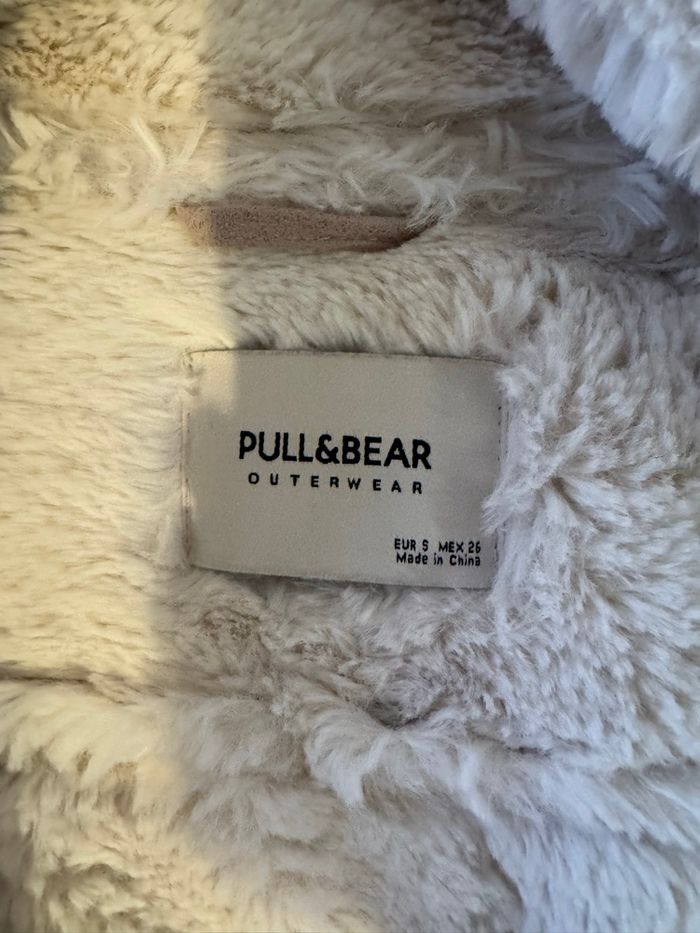 PULL&BEAR
OUTERWEAR
EUR S MEX 26
Made in China